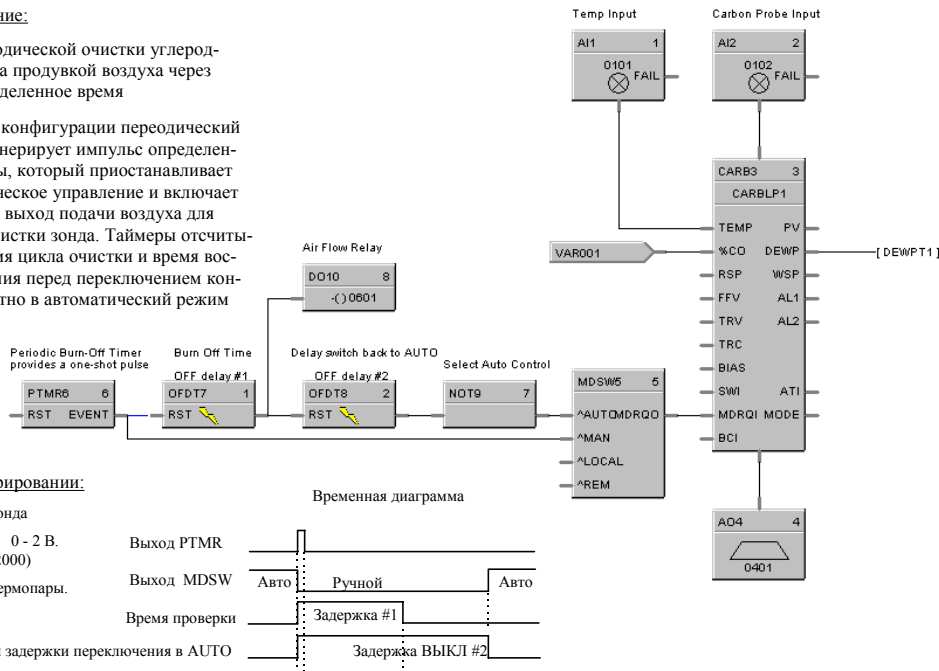 ние:
одической очистки углерод-
а продувкой воздуха через
деленное время
конфигурации переодический
нерирует импульс определен-
ы, который приостанавливает
ческое управление и включает
выход подачи воздуха для
истки зонда. Таймеры отсчиты-
ия цикла очистки и время вос-
ния перед переключением кон-
тно в автоматический режим
Temp Input
AI1 1
0101
FAIL
Carbon Probe Input
AI2 2
0102
FAIL
CARB3 3
CARBLP1
TEMP PV
%CO DEWP
RSP WSP
FFV AL1
TRV AL2
TRC
BIAS
SWI ATI
MDRQI MODE
BCI
VAR001
[ DEWPT1 ]
Air Flow Relay
DO10 8
-( ) 0601
Periodic Burn-Off Timer
provides a one-shot pulse
PTMR6 6
RST EVENT
Burn Off Time
OFF delay #1
OFDT7 1
RST
Delay switch back to AUTO
OFF delay #2
OFDT8 2
RST
Select Auto Control
NOT9 7
MDSW5 5
^AUTO MDRQO
^MAN
^LOCAL
^REM
AO4 4
0401
рировании:
онда
0 - 2 В.
2000)
ермопары.
Временная диаграмма
Выход PTMR
Выход MDSW
Авто
Ручной
Авто
Время проверки
Задержка #1
я задержки переключения в AUTO
Задержка ВЫКЛ #2